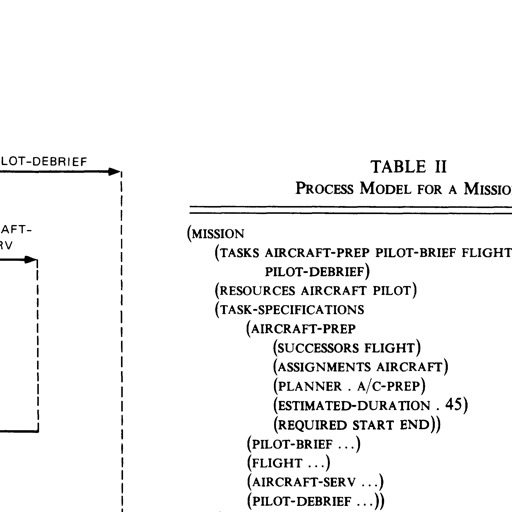 LOT-DEBRIEF
AFT-
RV
TABLE II
PROCESS MODEL FOR A MISSIO
(MISSION
(TASKS AIRCRAFT-PREP PILOT-BRIEF FLIGHT
PILOT-DEBRIEF)
(RESOURCES AIRCRAFT PILOT)
(TASK-SPECIFICATIONS
(AIRCRAFT-PREP
(SUCCESSORS FLIGHT)
(ASSIGNMENTS AIRCRAFT)
(PLANNER . A/C-PREP)
(ESTIMATED-DURATION . 45)
(REQUIRED START END))
(PILOT-BRIEF ...)
(FLIGHT ...)
(AIRCRAFT-SERV ...)
(PILOT-DEBRIEF ...))